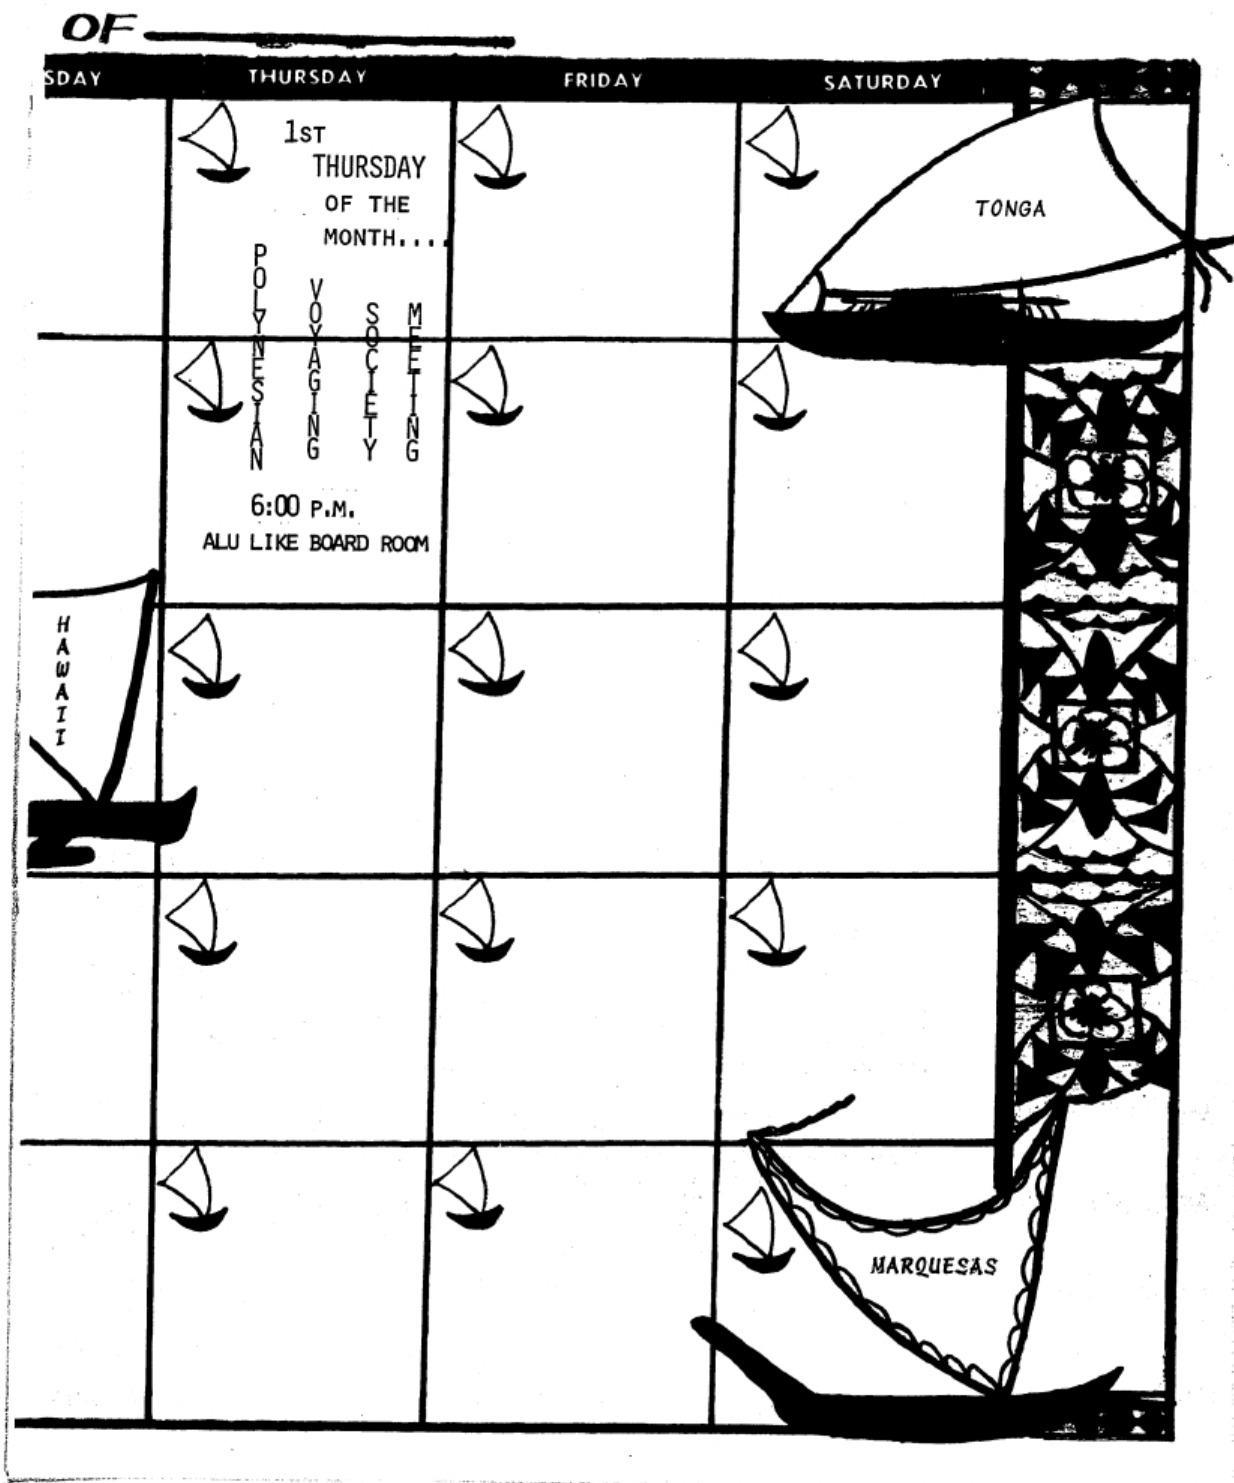 OF
SDAY THURSDAY FRIDAY SATURDAY
1ST
THURSDAY
OF THE
MONTH....
POLYNESIAN
VOYAGING
SOCIETY
MEETING
6:00 P.M.
ALU LIKE BOARD ROOM
TONGA
HAWAII
MARQUESAS